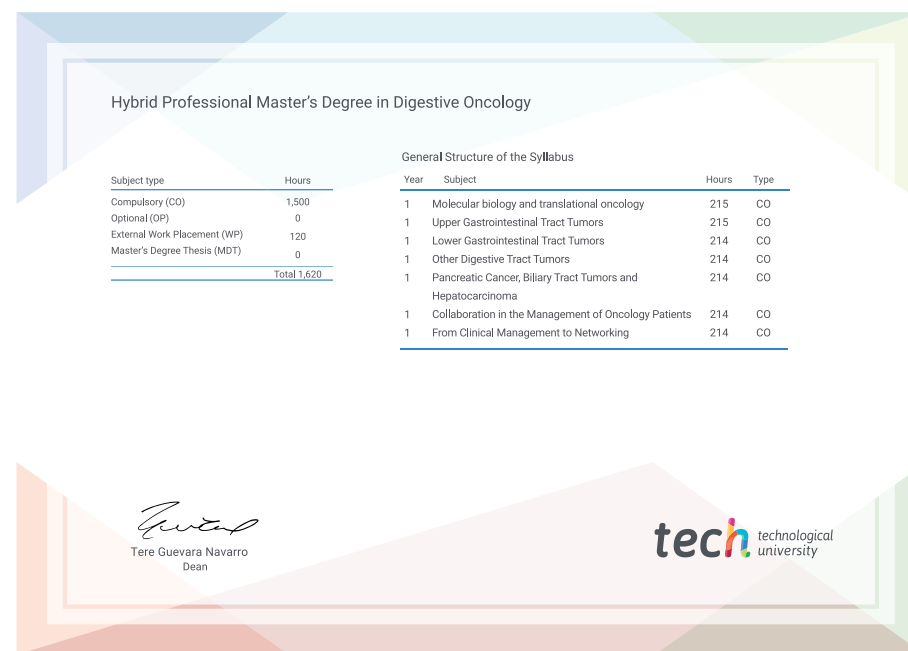 Hybrid Professional Master's Degree in Digestive Oncology
Subject type Hours
Compulsory (CO) 1,500
Optional (OP) 0
External Work Placement (WP) 120
Master's Degree Thesis (MDT) 0
Total 1,620
General Structure of the Syllabus
Year Subject Hours Type
1 Molecular biology and translational oncology 215 CO
1 Upper Gastrointestinal Tract Tumors 215 CO
1 Lower Gastrointestinal Tract Tumors 214 CO
1 Other Digestive Tract Tumors 214 CO
1 Pancreatic Cancer, Biliary Tract Tumors and 214 CO
Hepatocarcinoma
1 Collaboration in the Management of Oncology Patients 214 CO
1 From Clinical Management to Networking 214 CO
Tere Guevara Navarro
Dean
tech technological
university